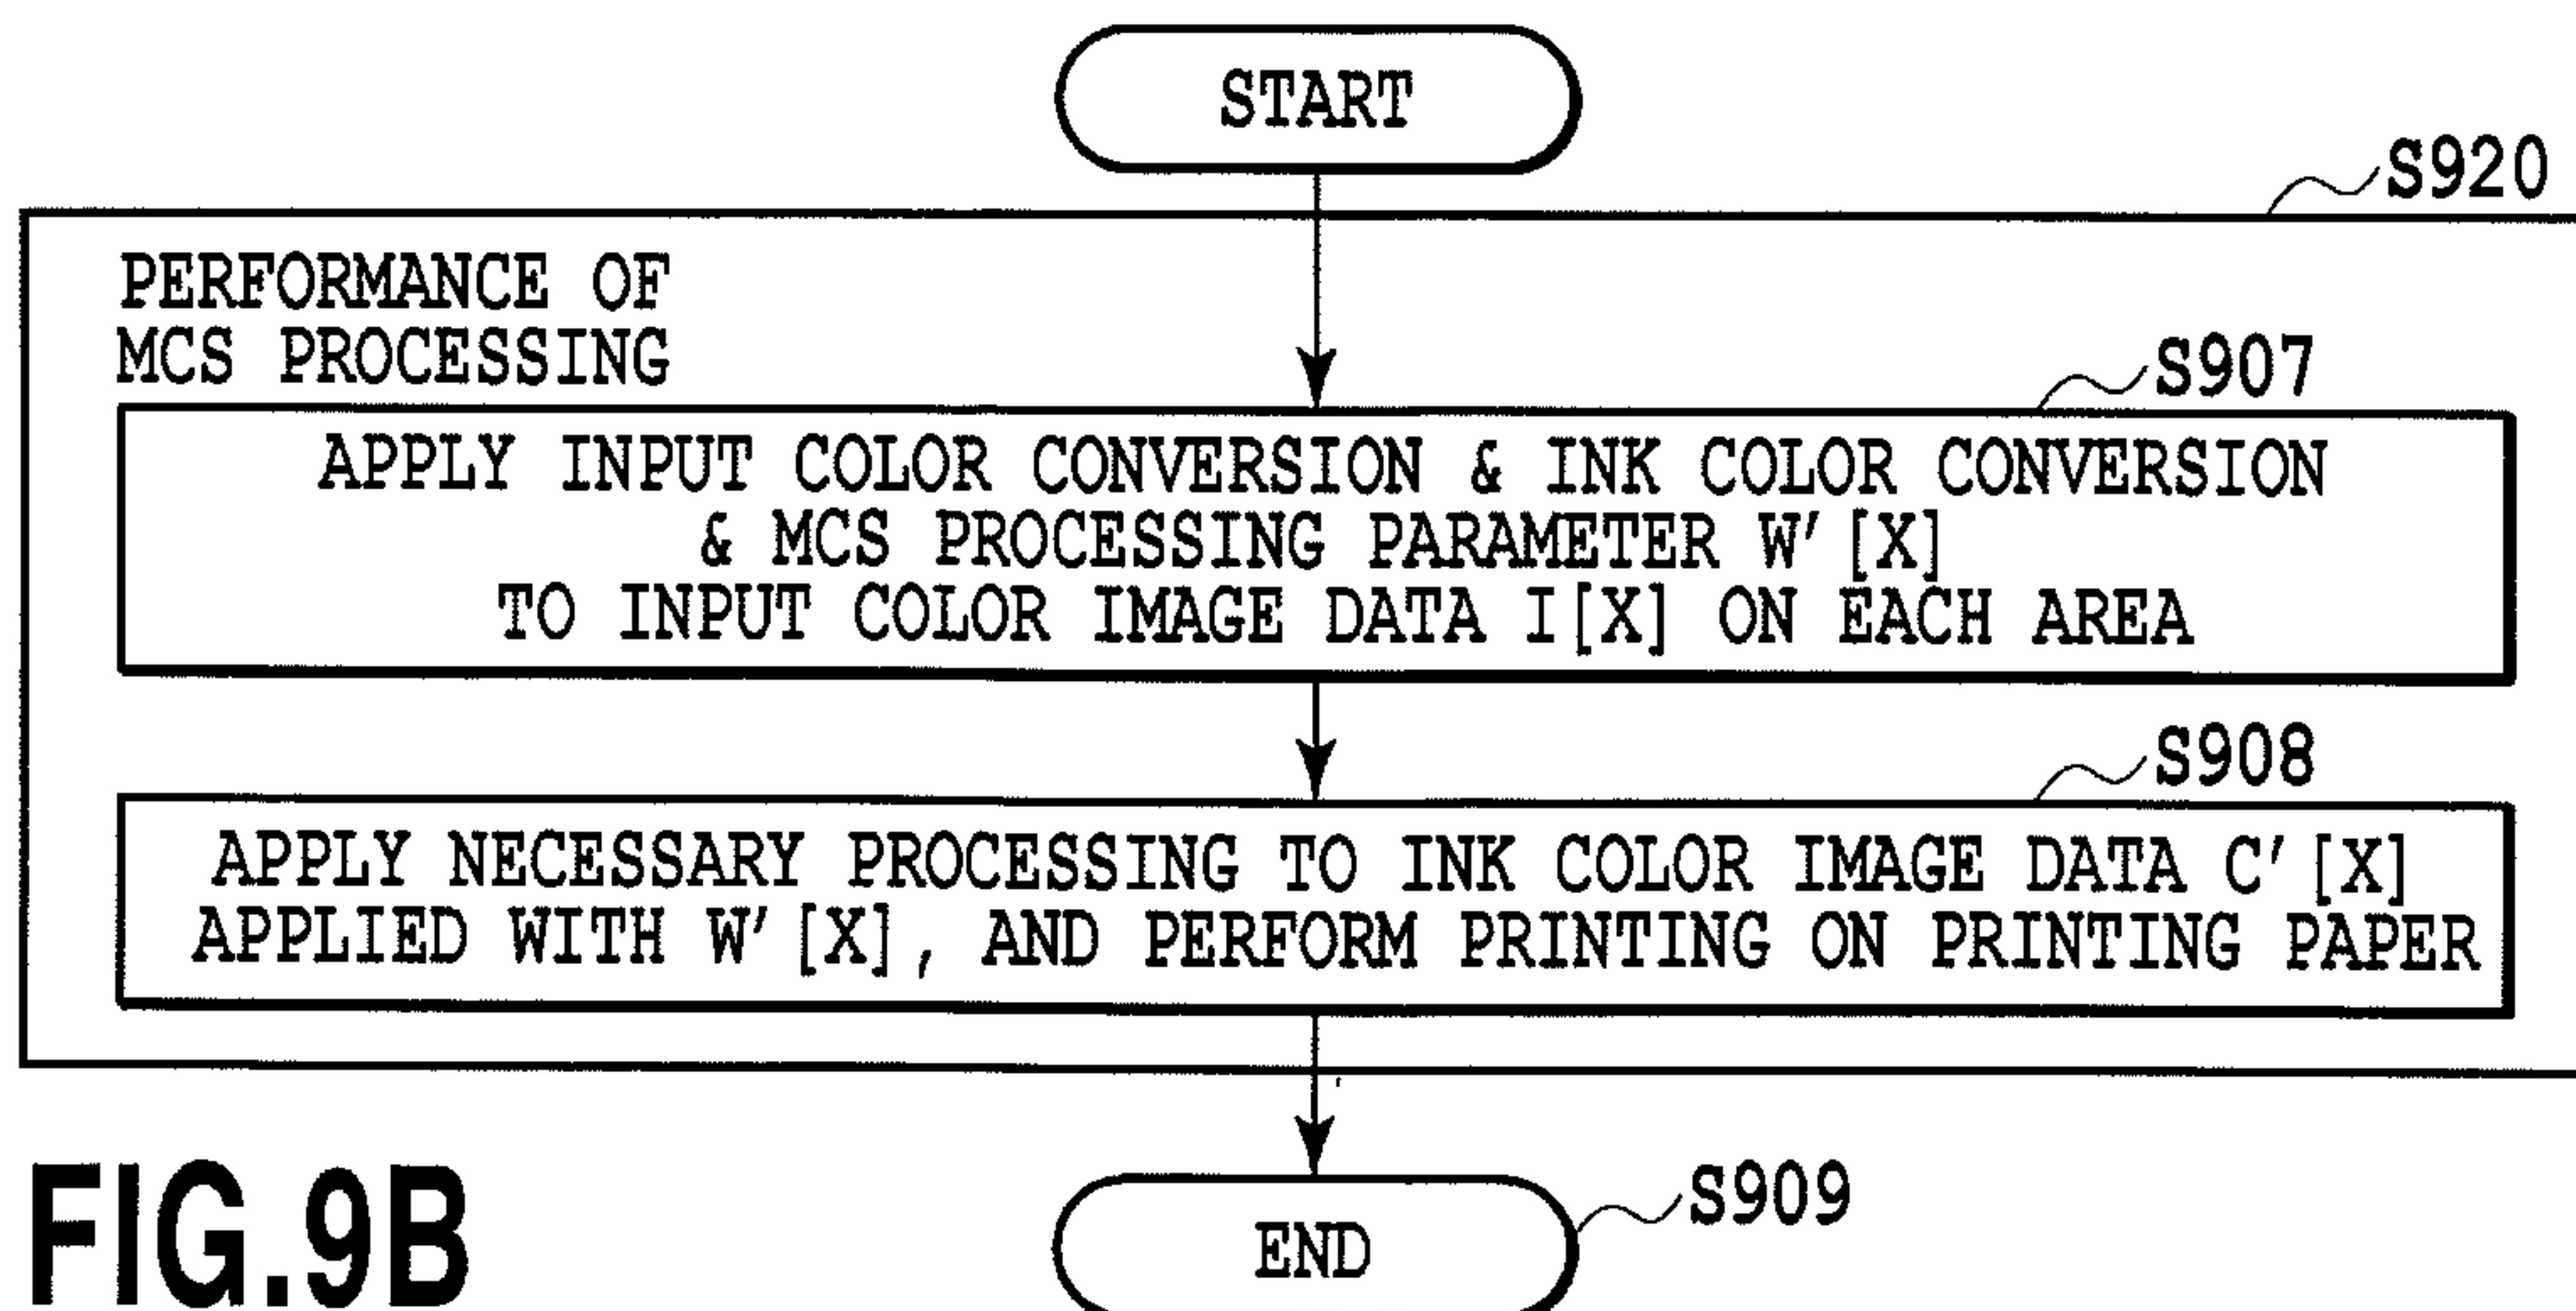 START
S920
PERFORMANCE OF
MCS PROCESSING
S907
APPLY INPUT COLOR CONVERSION & INK COLOR CONVERSION
& MCS PROCESSING PARAMETER W'[X]
TO INPUT COLOR IMAGE DATA I[X] ON EACH AREA
S908
APPLY NECESSARY PROCESSING TO INK COLOR IMAGE DATA C'[X]
APPLIED WITH W'[X], AND PERFORM PRINTING ON PRINTING PAPER
S909
END
FIG.9B